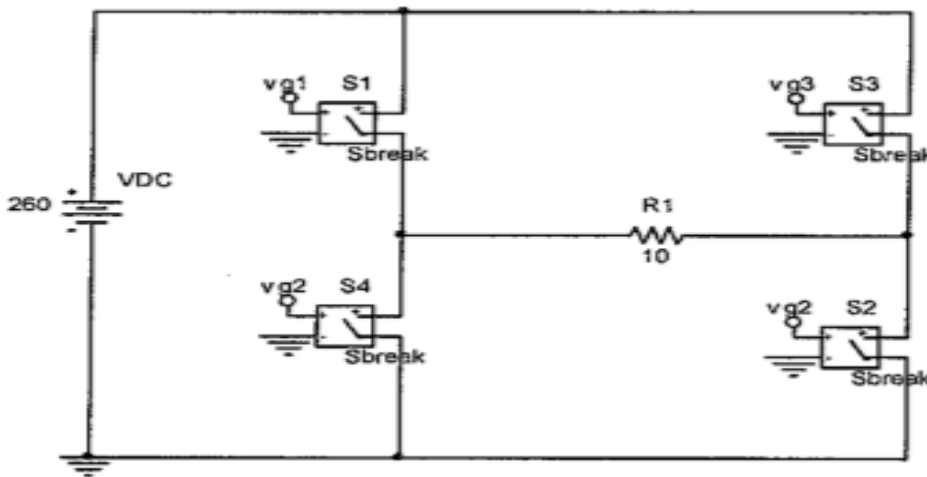 vg1 S1
Sbreak
vg3 S3
Sbreak
VDC
260
R1
10
vg2 S4
Sbreak
vg2 S2
Sbreak